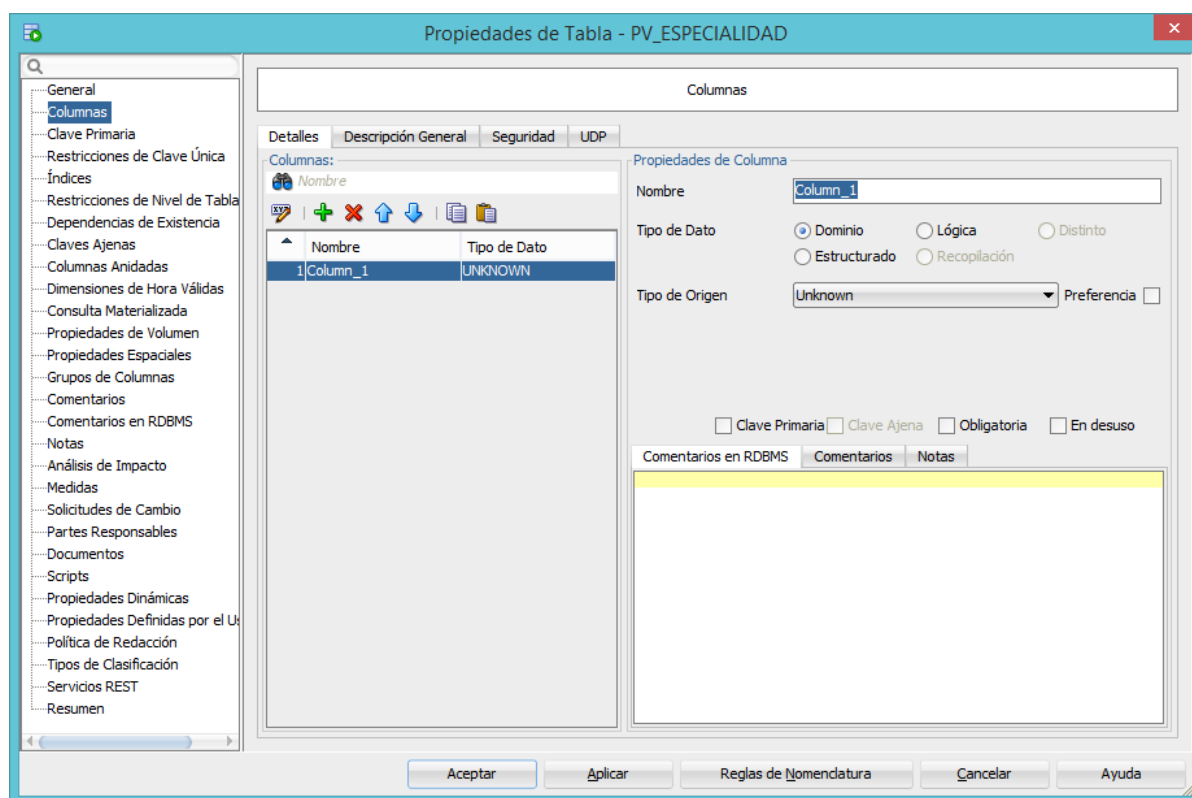 Propiedades de Tabla - PV_ESPECIALIDAD
General
Columnas
Clave Primaria
Restricciones de Clave Única
Índices
Restricciones de Nivel de Tabla
Dependencias de Existencia
Claves Ajenas
Columnas Anidadas
Dimensiones de Hora Válidas
Consulta Materializada
Propiedades de Volumen
Propiedades Espaciales
Grupos de Columnas
Comentarios
Comentarios en RDBMS
Notas
Análisis de Impacto
Medidas
Solicitudes de Cambio
Partes Responsables
Documentos
Scripts
Propiedades Dinámicas
Propiedades Definidas por el U
Política de Redacción
Tipos de Clasificación
Servicios REST
Resumen
Columnas
Detalles Descripción General Seguridad UDP
Columnas:
Nombre
Nombre Tipo de Dato
1 Column_1 UNKNOWN
Propiedades de Columna
Nombre Column_1
Tipo de Dato Dominio Lógica Distinto
Estructurado Recopilación
Tipo de Origen Unknown Preferencia
Clave Primaria Clave Ajena Obligatoria En desuso
Comentarios en RDBMS Comentarios Notas
Aceptar Aplicar Reglas de Nomenclatura Cancelar Ayuda